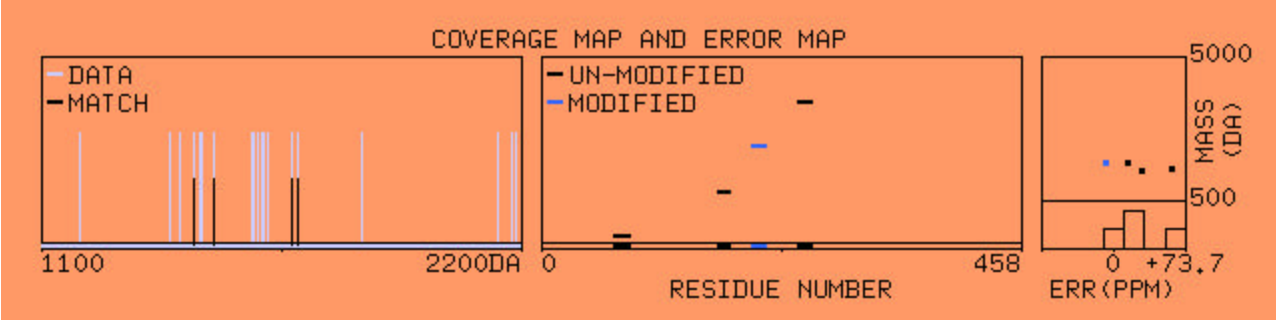 COVERAGE MAP AND ERROR MAP
DATA
MATCH
1100
2200DA
UN-MODIFIED
MODIFIED
0
458
RESIDUE NUMBER
5000
500
MASS
(DA)
0
+73.7
ERR(PPM)